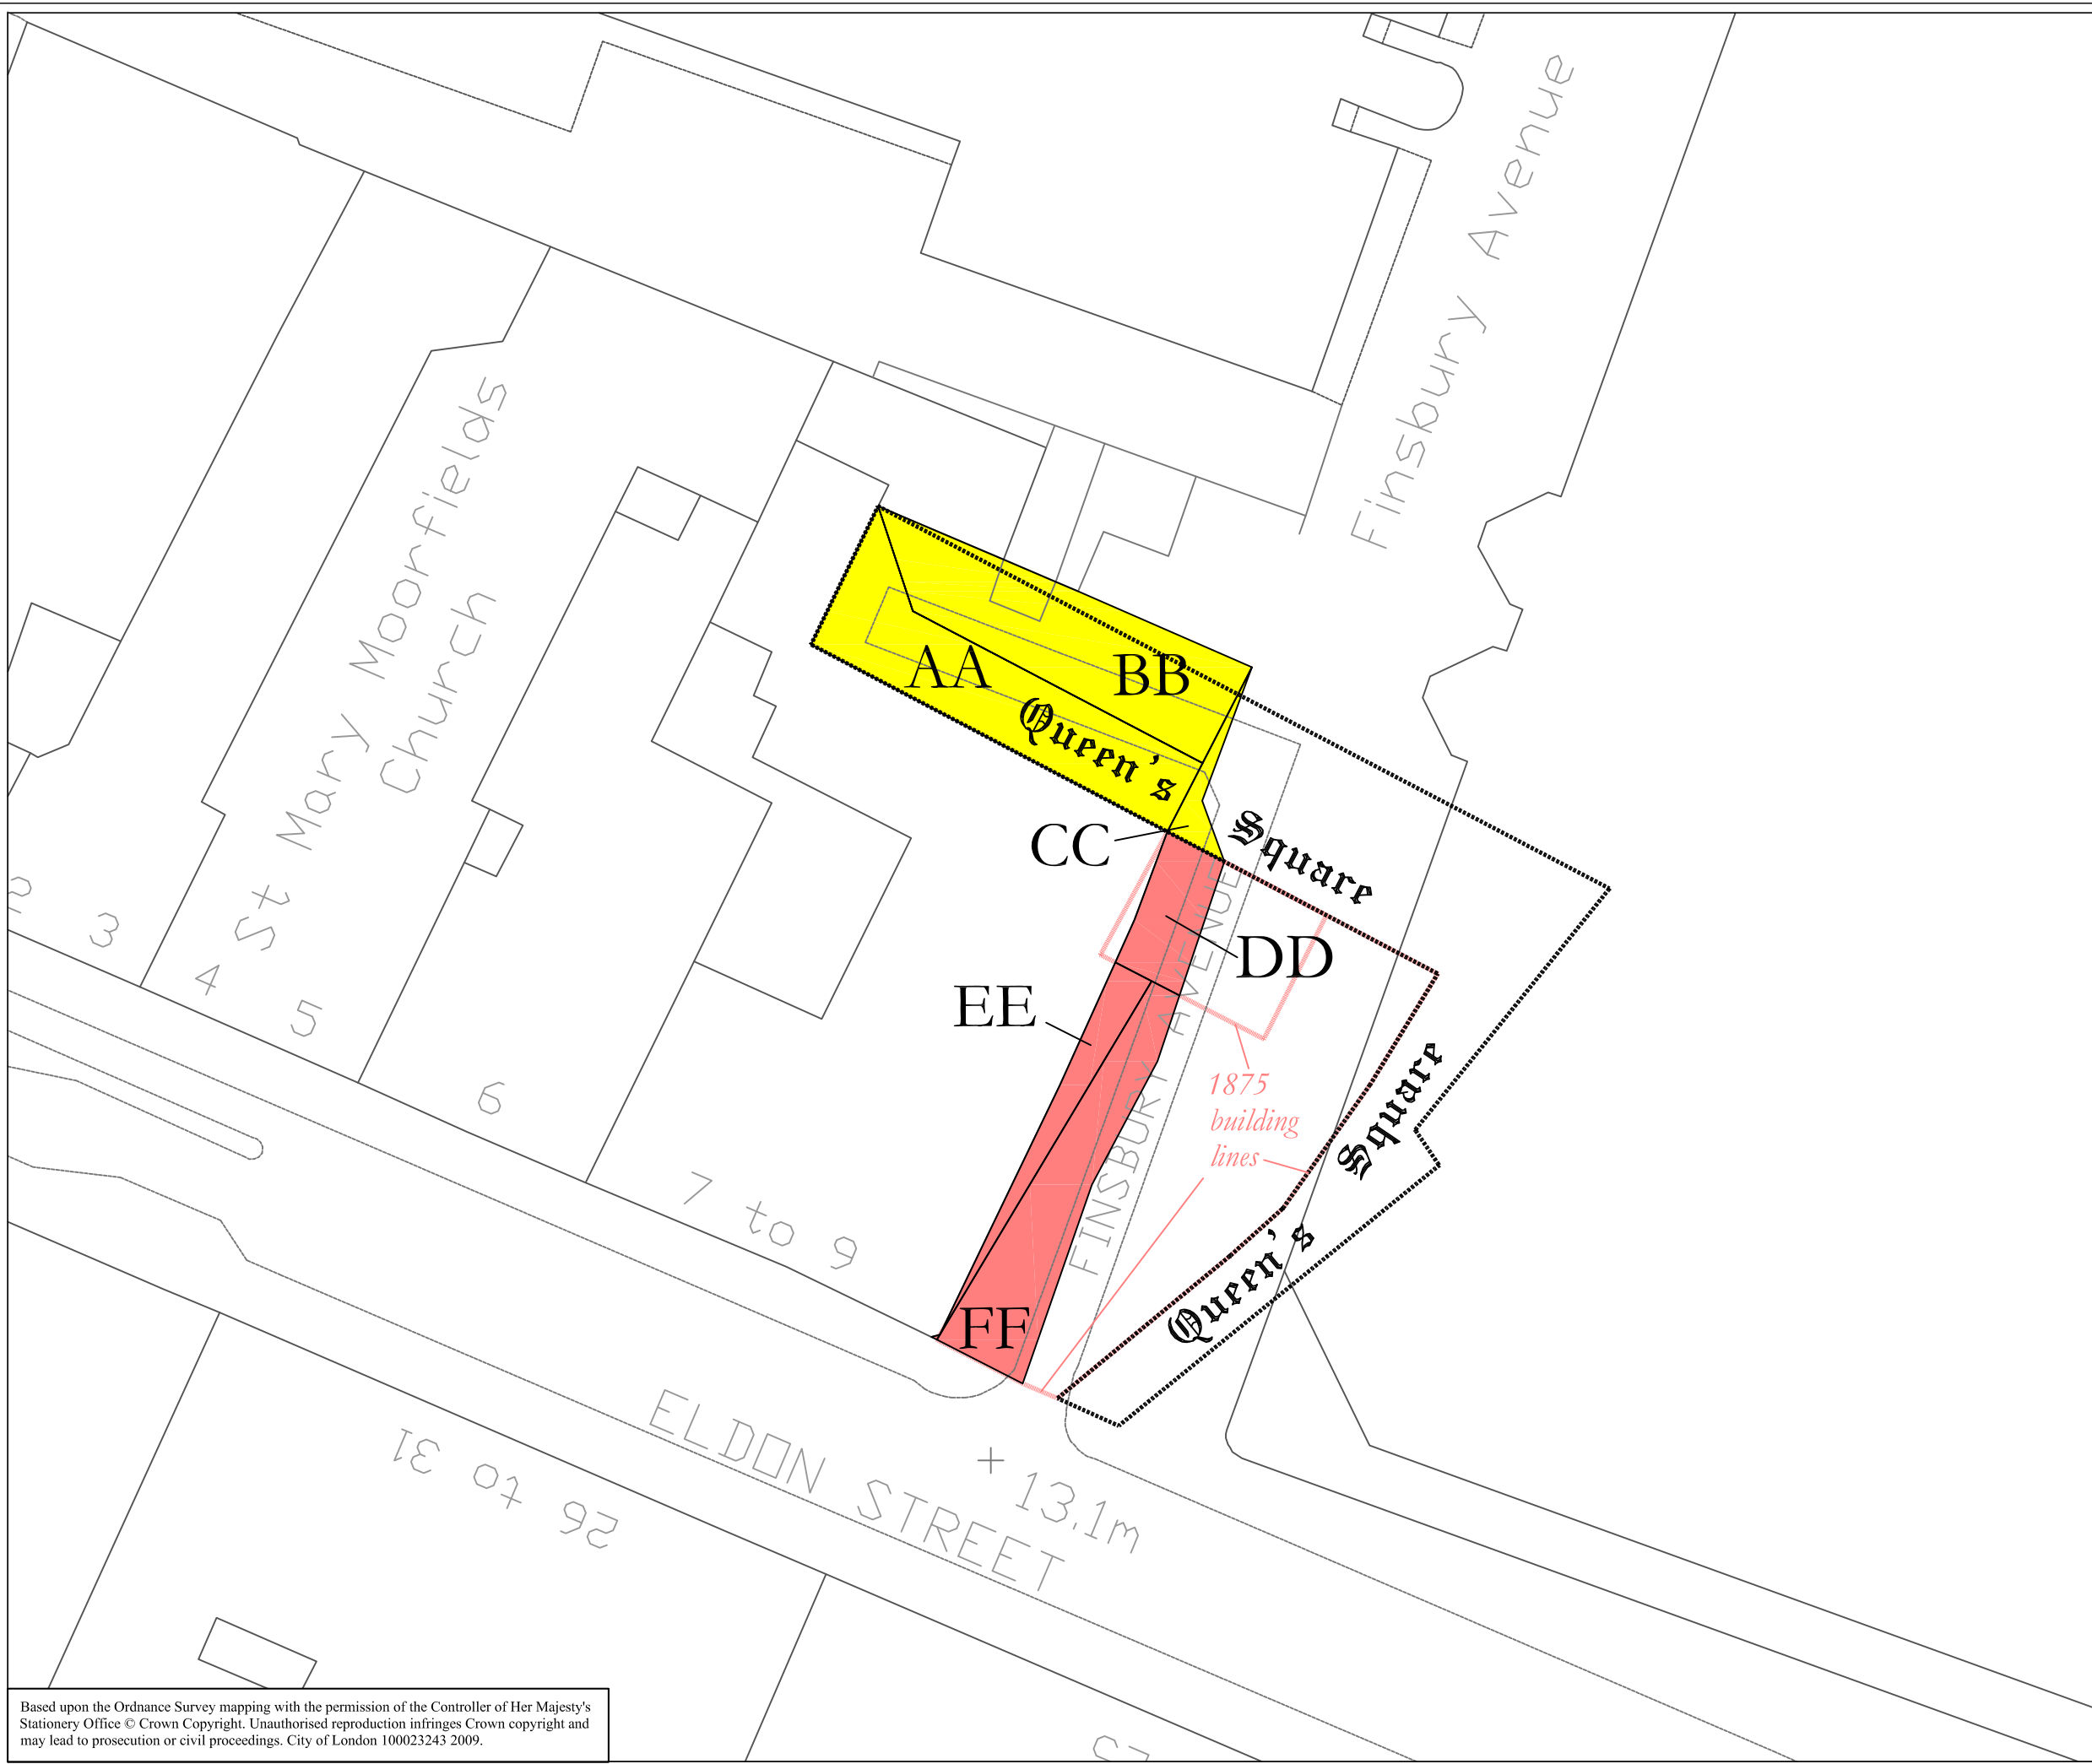 Finsbury Avenue
St Mary Moorfields
Church
AA
BB
Queen's
Square
CC
DD
EE
FINSBURY AVENUE
1875
building
lines
Queen's
Square
FF
2
3
4
5
6
7 to 9
ELDON STREET
13.1m
26 to 31
Based upon the Ordnance Survey mapping with the permission of the Controller of Her Majesty's
Stationery Office © Crown Copyright. Unauthorised reproduction infringes Crown copyright and
may lead to prosecution or civil proceedings. City of London 100023243 2009.